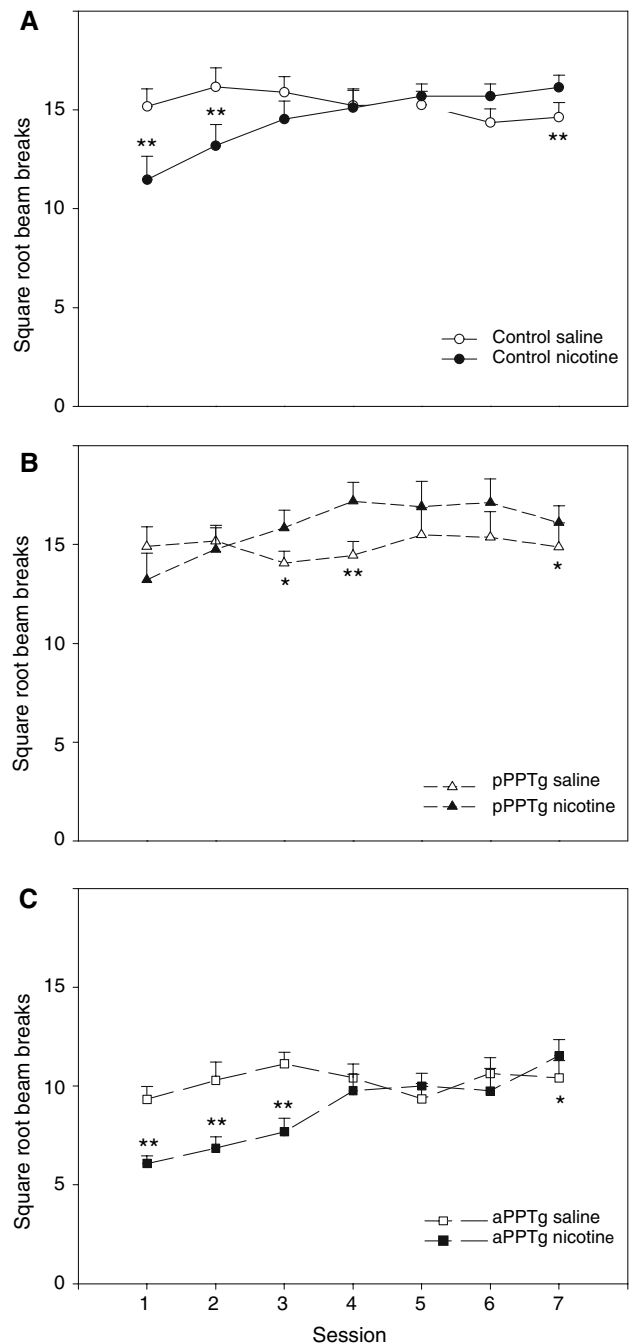 A
Square root beam breaks
15
10
5
0
**
**
**
Control saline
Control nicotine
B
Square root beam breaks
15
10
5
0
*
**
*
pPPTg saline
pPPTg nicotine
C
Square root beam breaks
15
10
5
0
**
**
**
*
aPPTg saline
aPPTg nicotine
1 2 3 4 5 6 7
Session